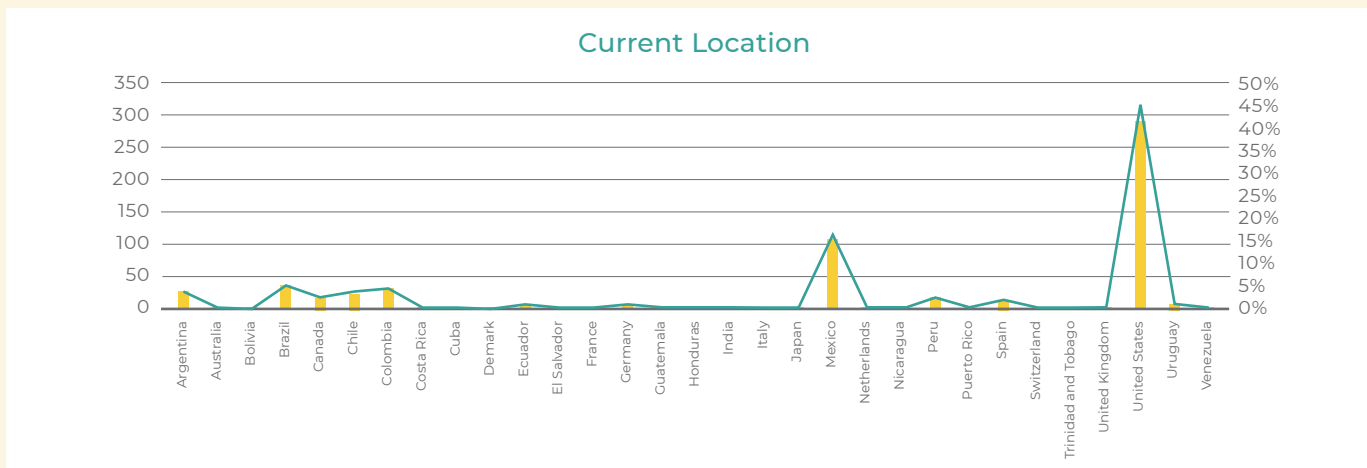 Current Location
350
300
250
200
150
100
50
0
50%
45%
40%
35%
30%
25%
20%
15%
10%
5%
0%
Argentina
Australia
Bolivia
Brazil
Canada
Chile
Colombia
Costa Rica
Cuba
Demark
Ecuador
El Salvador
France
Germany
Guatemala
Honduras
India
Italy
Japan
Mexico
Netherlands
Nicaragua
Peru
Puerto Rico
Spain
Switzerland
Trinidad and Tobago
United Kingdom
United States
Uruguay
Venezuela